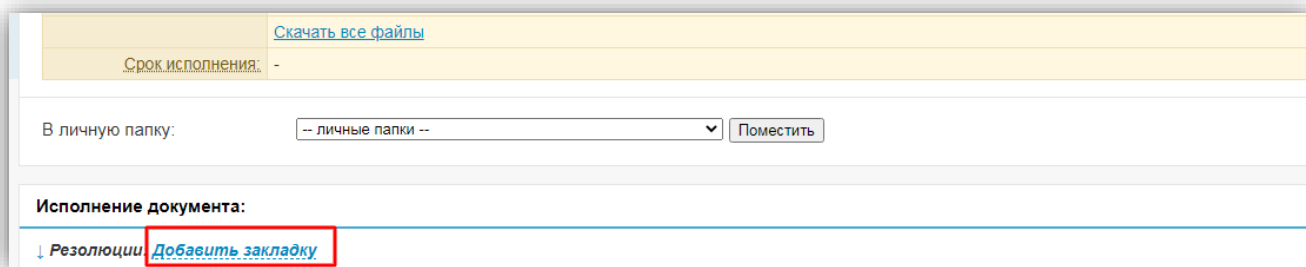 Скачать все файлы
Срок исполнения: -
В личную папку: -- личные папки -- Поместить
Исполнение документа:
↓ Резолюции: Добавить закладку